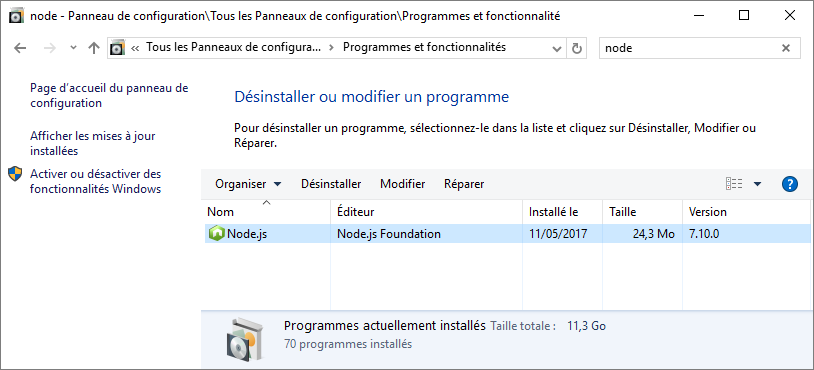 node - Panneau de configuration\Tous les Panneaux de configuration\Programmes et fonctionnalité
Tous les Panneaux de configura... > Programmes et fonctionnalités
node
Page d'accueil du panneau de
configuration
Afficher les mises à jour
installées
Activer ou désactiver des
fonctionnalités Windows
Désinstaller ou modifier un programme
Pour désinstaller un programme, sélectionnez-le dans la liste et cliquez sur Désinstaller, Modifier ou
Réparer.
Organiser Désinstaller Modifier Réparer
Nom Éditeur Installé le Taille Version
Node.js Node.js Foundation 11/05/2017 24,3 Mo 7.10.0
Programmes actuellement installés Taille totale : 11,3 Go
70 programmes installés